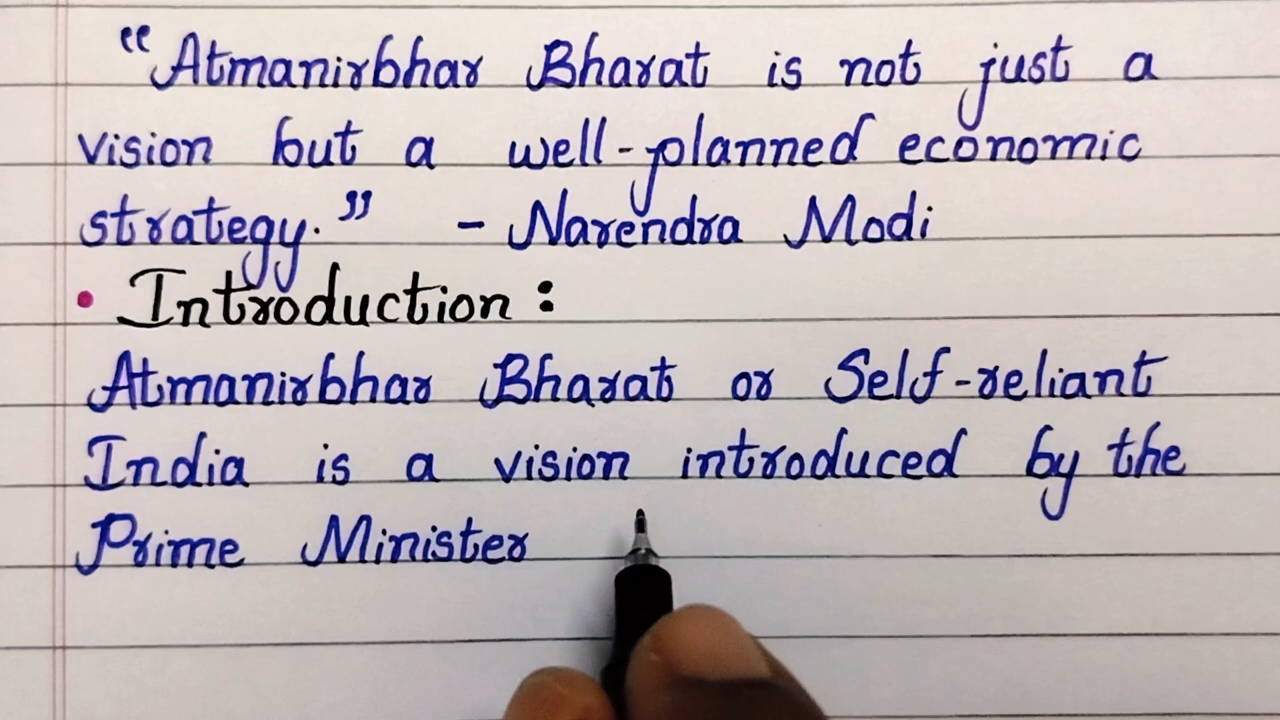 “Atmanirbhar Bharat is not just a
vision but a well-planned economic
strategy.” - Narendra Modi
• Introduction :
Atmanirbhar Bharat or Self-reliant
India is a vision introduced by the
Prime Minister